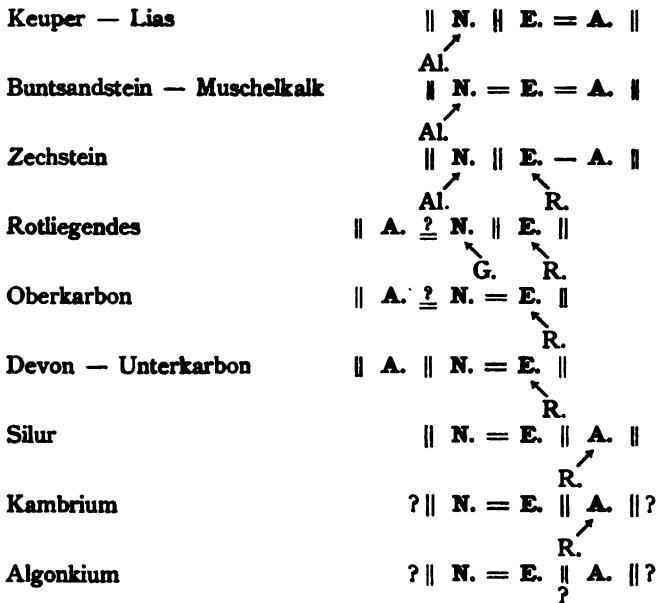 Keuper — Lias || N. || E. = A. ||
Al.
Buntsandstein — Muschelkalk || N. = E. = A. ||
Al.
Zechstein || N. || E. — A. ||
Al. R.
Rotliegendes || A. ≟ N. || E. ||
G. R.
Oberkarbon || A. ≟ N. = E. ||
R.
Devon — Unterkarbon || A. || N. = E. ||
R.
Silur || N. = E. || A. ||
R.
Kambrium ? || N. = E. || A. || ?
R.
Algonkium ? || N. = E. || A. || ?
?